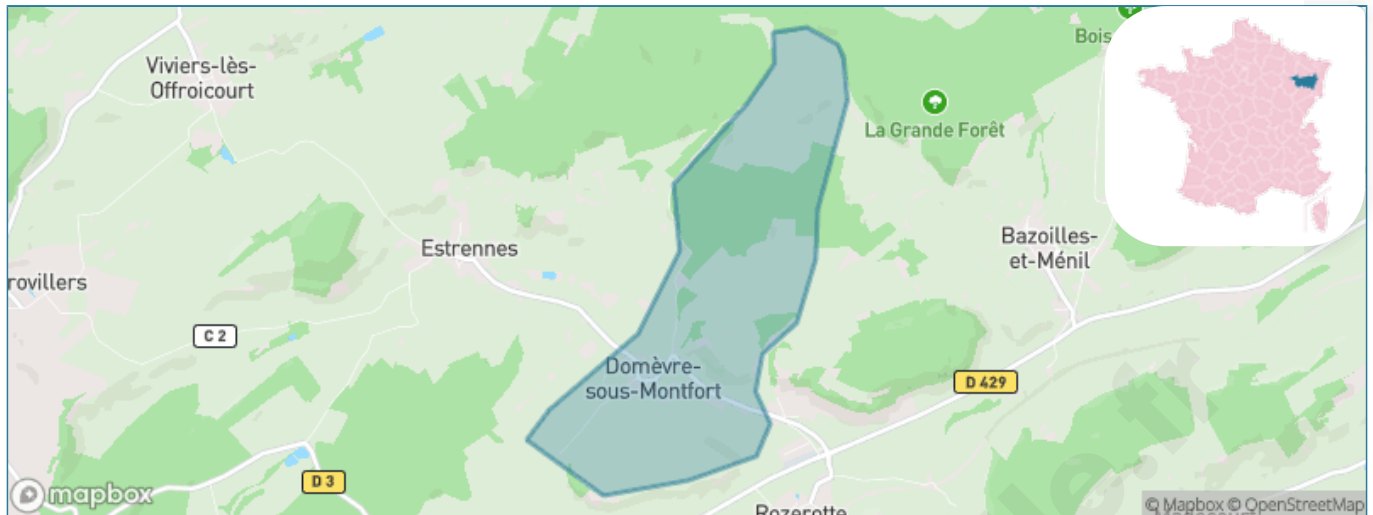 Bois
Viviers-lès-
Offroicourt
La Grande Forêt
Estrennes
Bazoilles-
et-Ménil
rovillers
C 2
Domèvre-
sous-Montfort
D 429
D 3
mapbox
© Mapbox © OpenStreetMap
Rozerotte